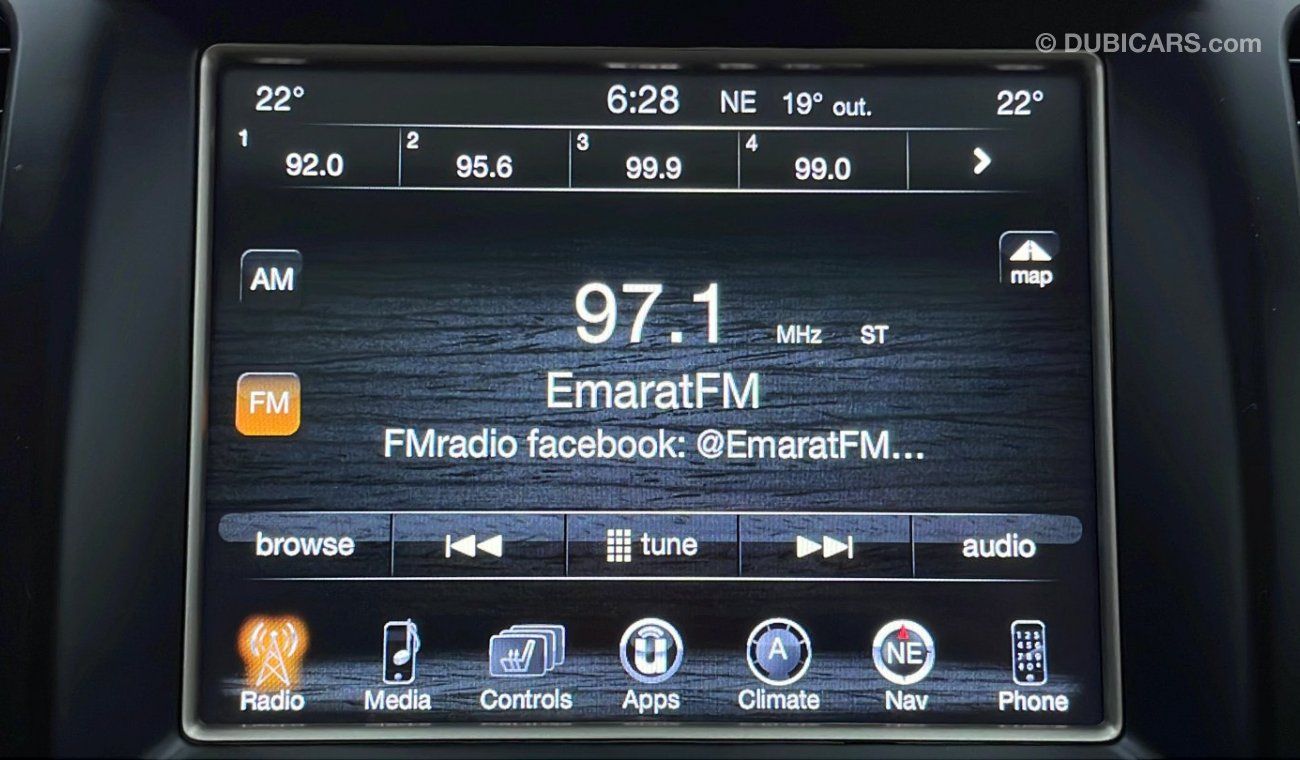 © DUBICARS.com
22° 6:28 NE 19° out. 22°
1 92.0 2 95.6 3 99.9 4 99.0
AM
map
97.1 MHz ST
EmaratFM
FM
FMradio facebook: @EmaratFM...
browse tune audio
U A NE
Radio Media Controls Apps Climate Nav Phone